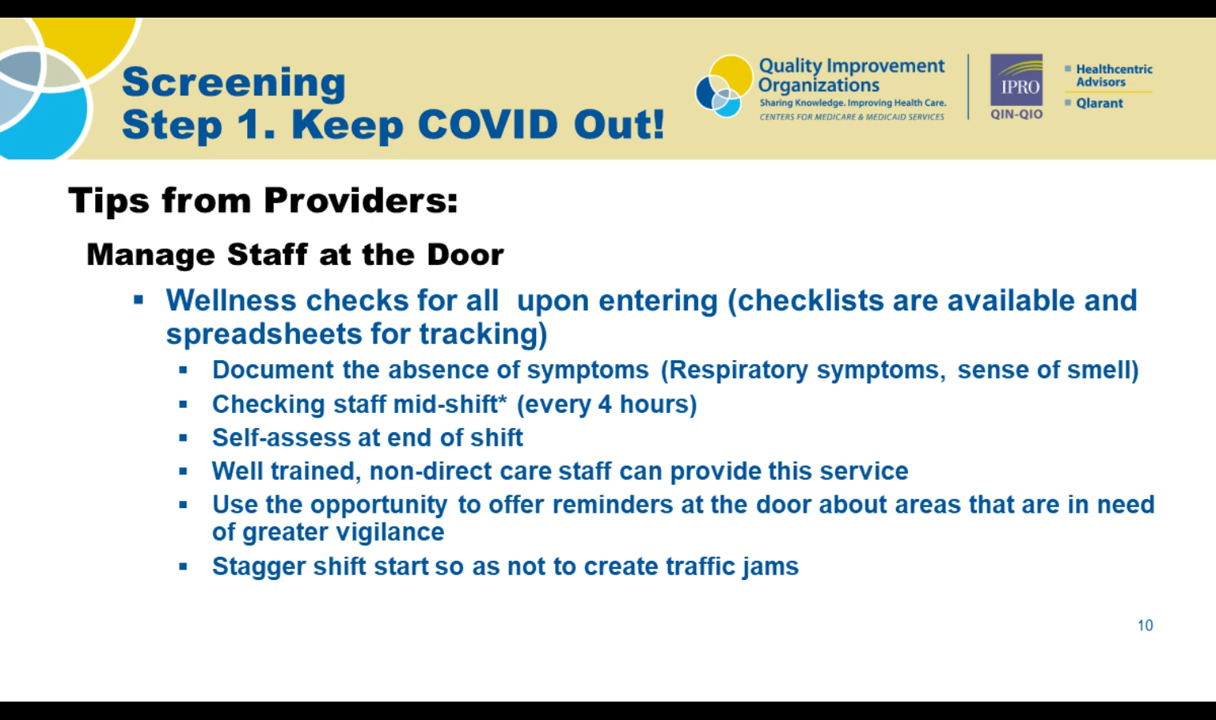 Screening
Step 1. Keep COVID Out!
Quality Improvement
Organizations
Sharing Knowledge. Improving Health Care.
CENTERS FOR MEDICARE & MEDICAID SERVICES
IPRO
QIN-QIO
▪ Healthcentric
Advisors
▪ Qlarant
Tips from Providers:
Manage Staff at the Door
▪ Wellness checks for all upon entering (checklists are available and
spreadsheets for tracking)
▪ Document the absence of symptoms (Respiratory symptoms, sense of smell)
▪ Checking staff mid-shift* (every 4 hours)
▪ Self-assess at end of shift
▪ Well trained, non-direct care staff can provide this service
▪ Use the opportunity to offer reminders at the door about areas that are in need
of greater vigilance
▪ Stagger shift start so as not to create traffic jams
10